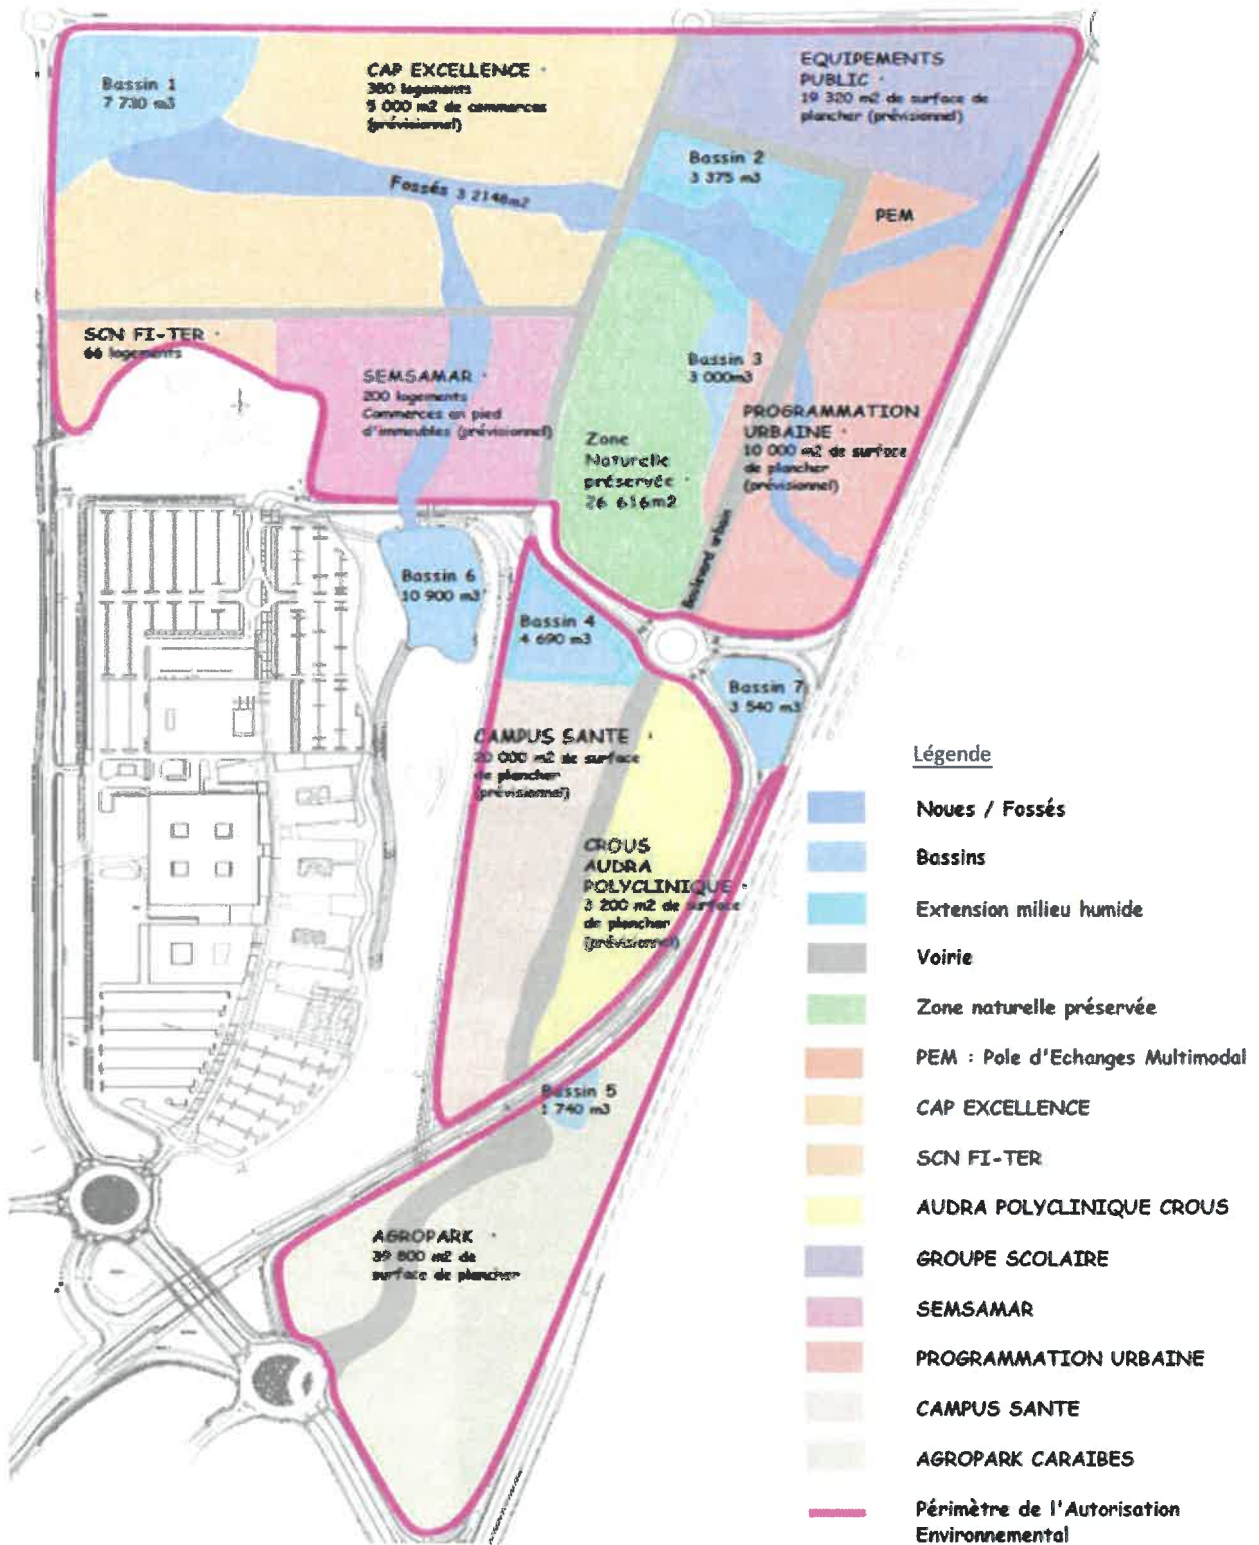 Bassin 1
7 730 m3
CAP EXCELLENCE
380 logements
5 000 m2 de commerces
(prévisionnel)
EQUIPEMENTS
PUBLIC
19 320 m2 de surface de
plancher (prévisionnel)
Bassin 2
3 375 m3
Fossés 3 2148m2
PEM
SCN FI-TER
66 logements
SEMSAMAR
200 logements
Commerces en pied
d'immeubles (prévisionnel)
Bassin 3
3 000m3
Zone
Naturelle
préservée
26 616m2
PROGRAMMATION
URBAINE
10 000 m2 de surface
de plancher
(prévisionnel)
Boulevard urbain
Bassin 6
10 900 m3
Bassin 4
4 690 m3
Bassin 7
3 540 m3
CAMPUS SANTE
20 000 m2 de surface
de plancher
(prévisionnel)
CROUS
AUDRA
POLYCLINIQUE
3 200 m2 de surface
de plancher
(prévisionnel)
Bassin 5
1 740 m3
AGROPARK
39 800 m2 de
surface de plancher
Légende
Noues / Fossés
Bassins
Extension milieu humide
Voirie
Zone naturelle préservée
PEM : Pole d'Echanges Multimodal
CAP EXCELLENCE
SCN FI-TER
AUDRA POLYCLINIQUE CROUS
GROUPE SCOLAIRE
SEMSAMAR
PROGRAMMATION URBAINE
CAMPUS SANTE
AGROPARK CARAIBES
Périmètre de l'Autorisation
Environnemental